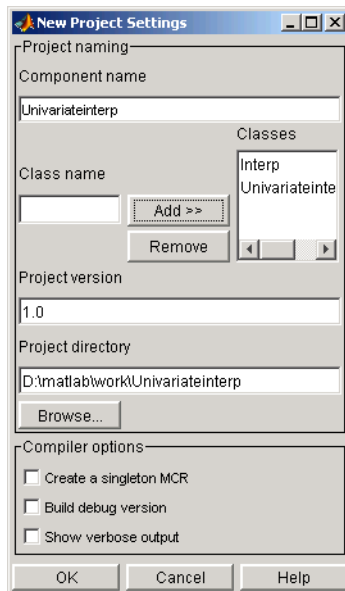 New Project Settings
Project naming
Component name
Univariateinterp
Classes
Class name
Interp
Univariateinte
Add >>
Remove
Project version
1.0
Project directory
D:\matlab\work\Univariateinterp
Browse...
Compiler options
Create a singleton MCR
Build debug version
Show verbose output
OK
Cancel
Help